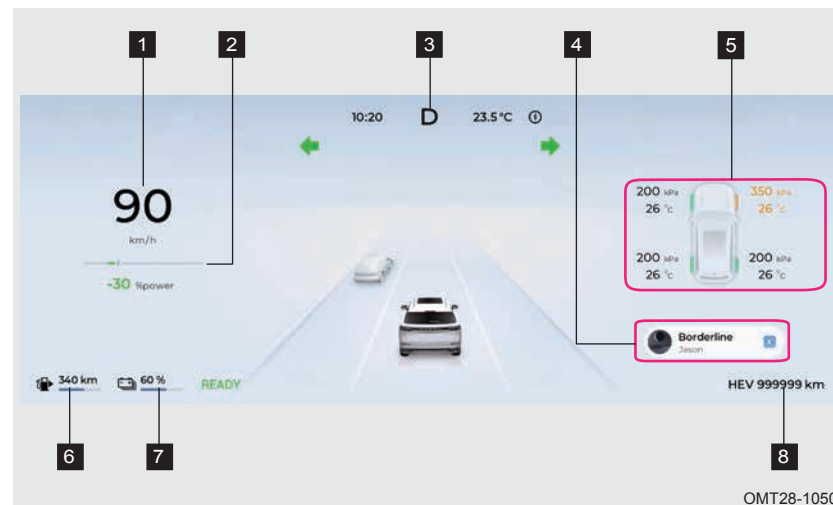 1
2
3
4
5
10:20
D
23.5°C
90
km/h
-30 %power
200 kPa
26 °c
350 kPa
26 °c
200 kPa
26 °c
200 kPa
26 °c
Borderline
Jason
340 km
60 %
READY
HEV 999999 km
6
7
8
OMT28-1050